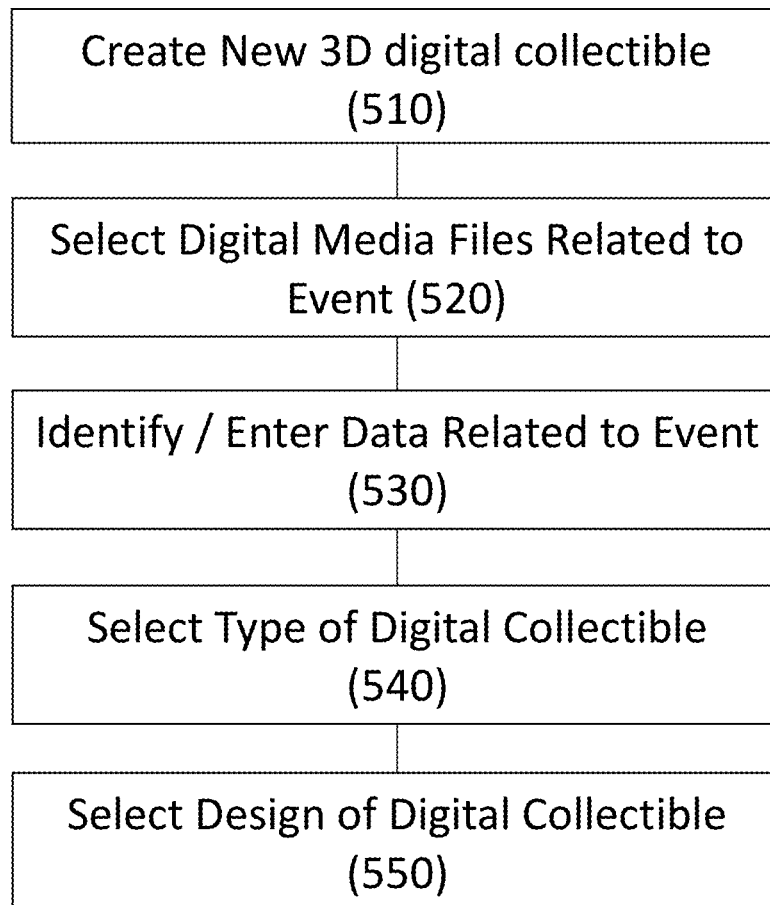 Create New 3D digital collectible
(510)
Select Digital Media Files Related to
Event (520)
Identify / Enter Data Related to Event
(530)
Select Type of Digital Collectible
(540)
Select Design of Digital Collectible
(550)